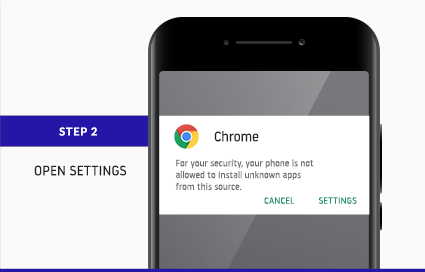 STEP 2
OPEN SETTINGS
Chrome
For your security, your phone is not
allowed to install unknown apps
from this source.
CANCEL SETTINGS